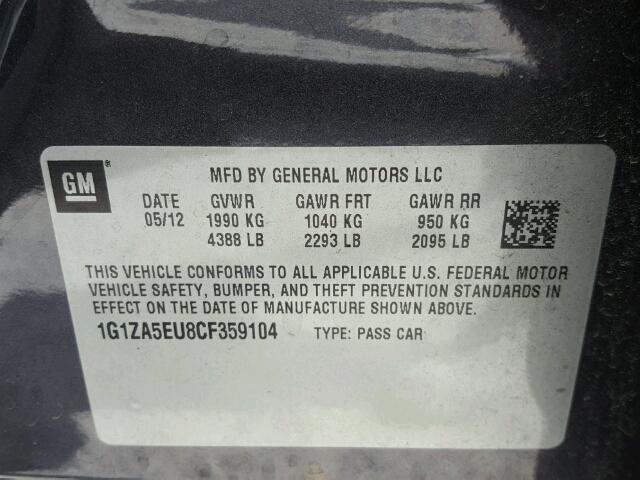 GM ®
MFD BY GENERAL MOTORS LLC
DATE GVWR GAWR FRT GAWR RR
05/12 1990 KG 1040 KG 950 KG
4388 LB 2293 LB 2095 LB
THIS VEHICLE CONFORMS TO ALL APPLICABLE U.S. FEDERAL MOTOR
VEHICLE SAFETY, BUMPER, AND THEFT PREVENTION STANDARDS IN
EFFECT ON THE DATE OF MANUFACTURE SHOWN ABOVE.
1G1ZA5EU8CF359104 TYPE: PASS CAR